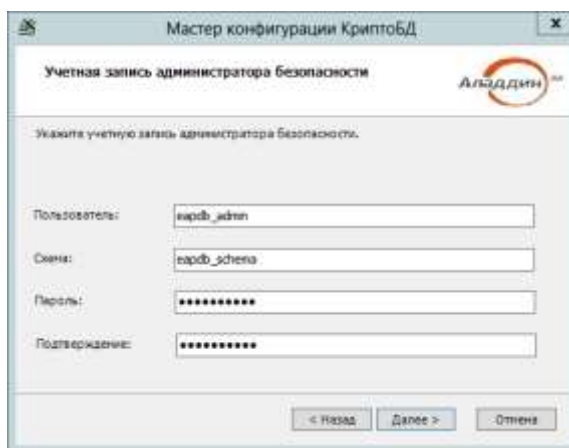 Мастер конфигурации КриптоБД
x
Учетная запись администратора безопасности
Аладдин
Укажите учетную запись администратора безопасности.
Пользователь: eapdb_admin
Схема: eapdb_schema
Пароль: ●●●●●●●●●●
Подтверждение: ●●●●●●●●●●
< Назад Далее > Отмена